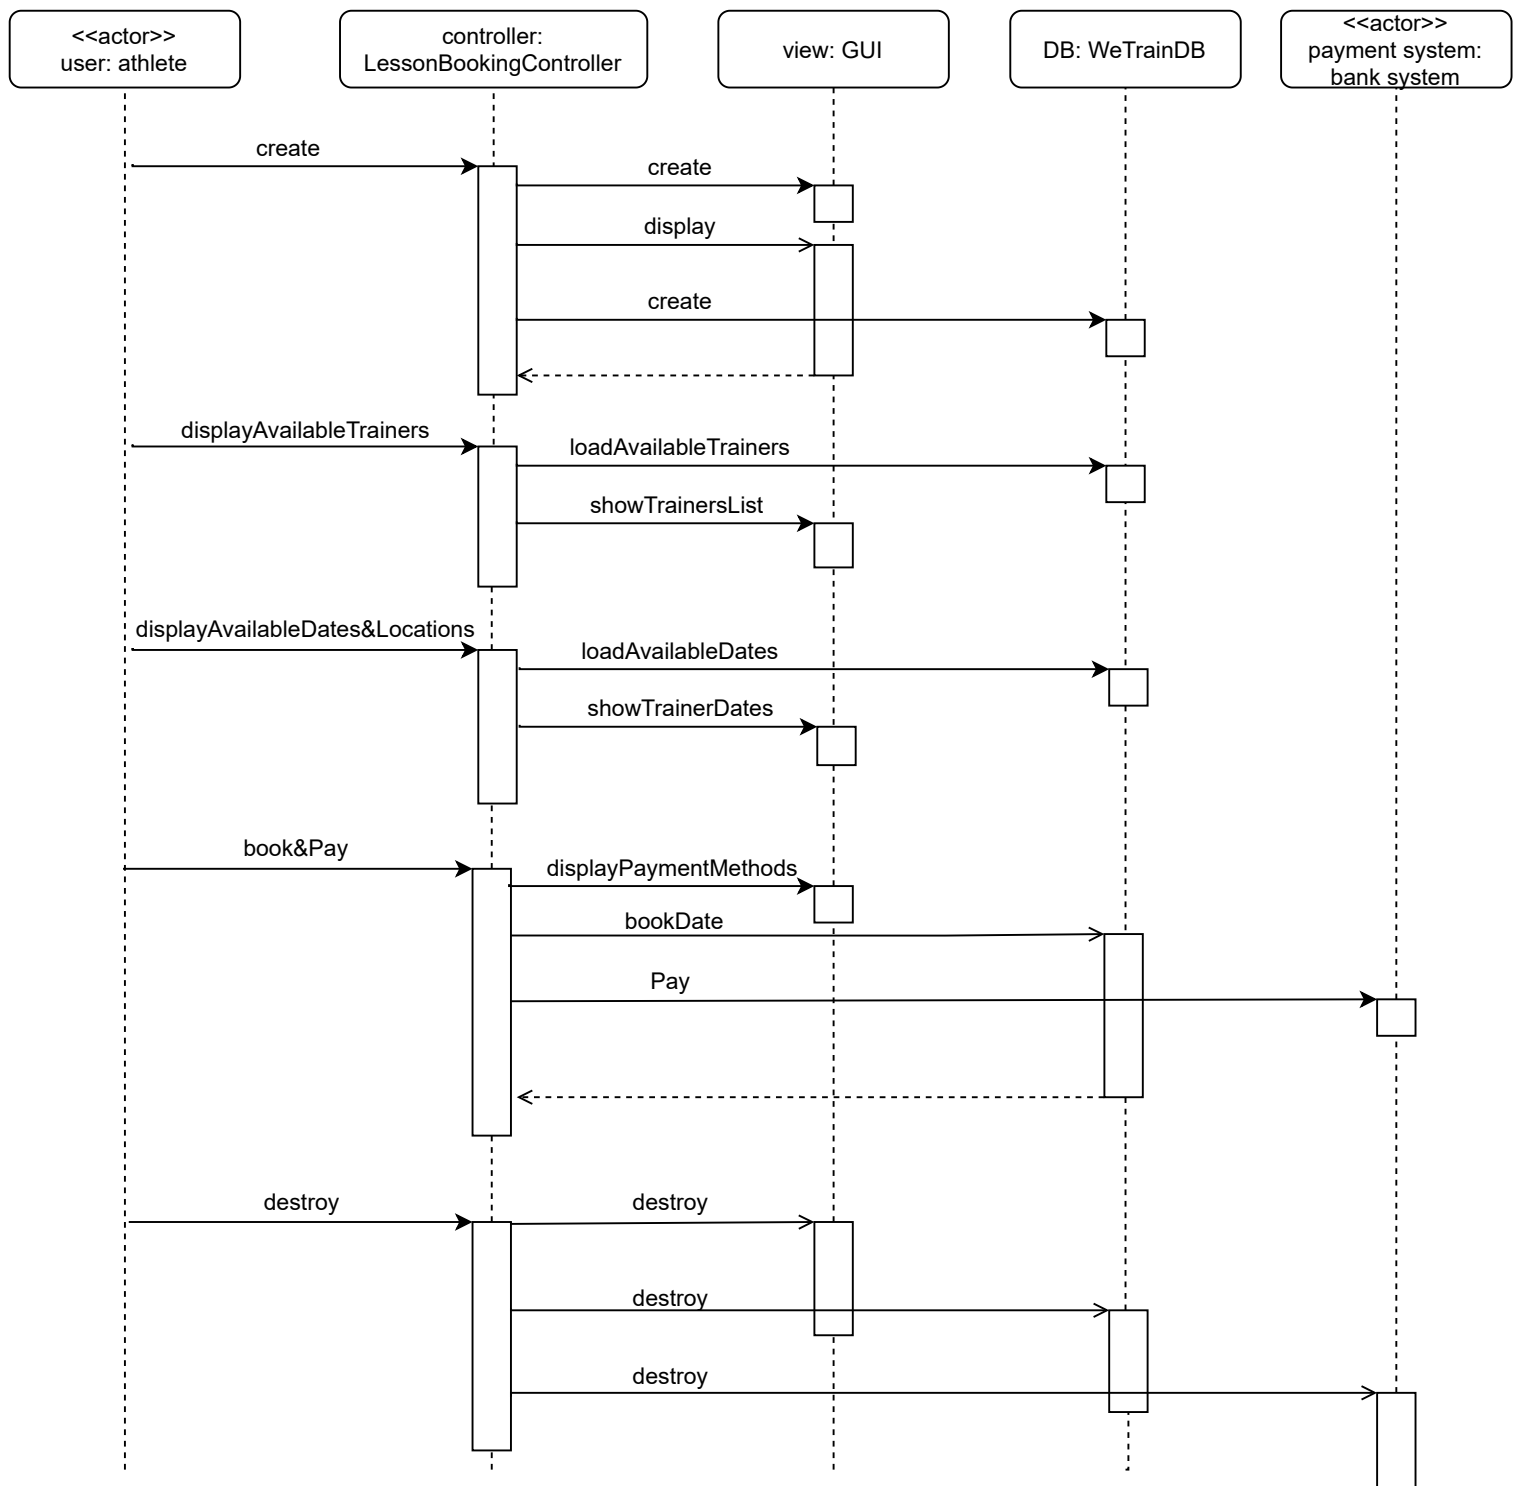 <<actor>>
user: athlete
controller:
LessonBookingController
view: GUI
DB: WeTrainDB
<<actor>>
payment system:
bank system
create
create
display
create
displayAvailableTrainers
loadAvailableTrainers
showTrainersList
displayAvailableDates&Locations
loadAvailableDates
showTrainerDates
book&Pay
displayPaymentMethods
bookDate
Pay
destroy
destroy
destroy
destroy